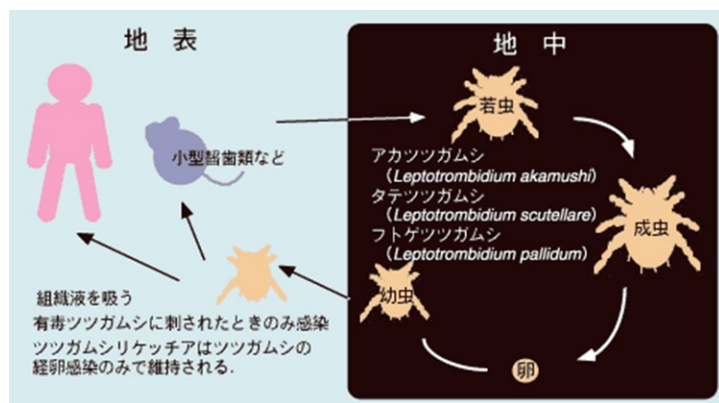 地 表
地 中
若虫
小型齧歯類など
アカツツガムシ
（Leptotrombidium akamushi）
タテツツガムシ
（Leptotrombidium scutellare）
フトゲツツガムシ
（Leptotrombidium pallidum）
成虫
幼虫
卵
組織液を吸う
有毒ツツガムシに刺されたときのみ感染
ツツガムシリケッチアはツツガムシの
経卵感染のみで維持される.